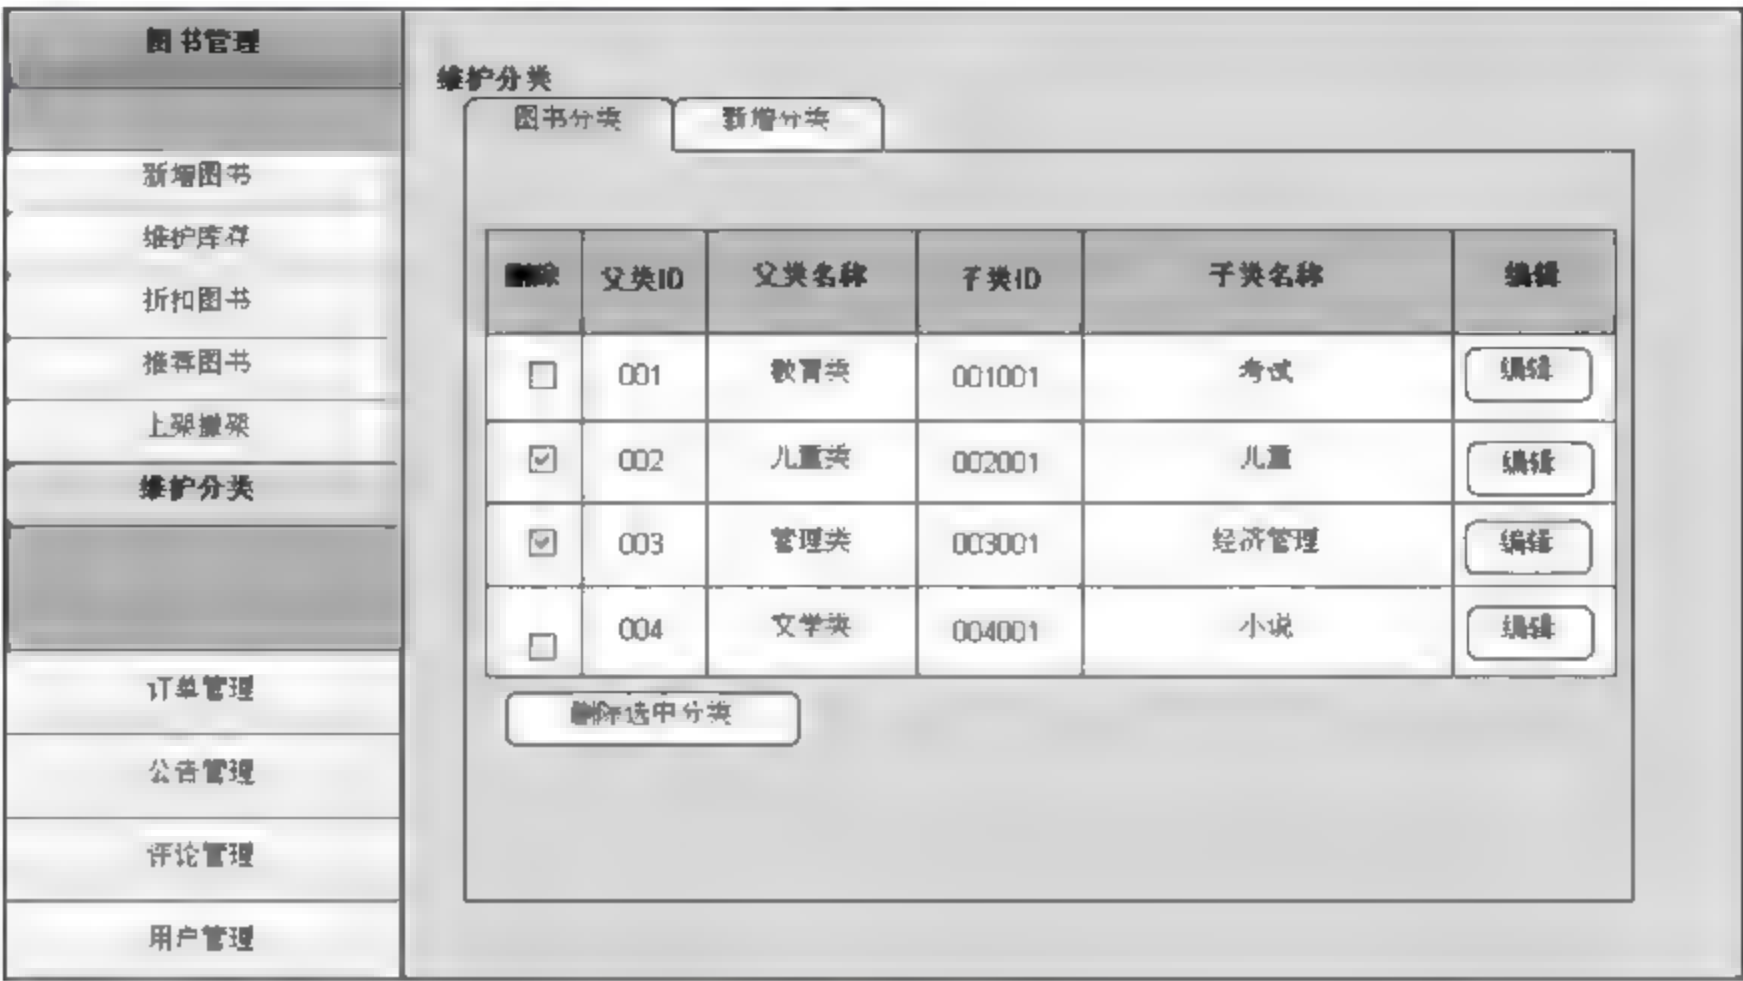 图书管理
新增图书
维护库存
折扣图书
推荐图书
上架撤架
维护分类
订单管理
公告管理
评论管理
用户管理
维护分类
图书分类 新增分类
删除 父类ID 父类名称 子类ID 子类名称 编辑
001 教育类 001001 考试 编辑
002 儿童类 002001 儿童 编辑
003 管理类 003001 经济管理 编辑
004 文学类 004001 小说 编辑
删除选中分类